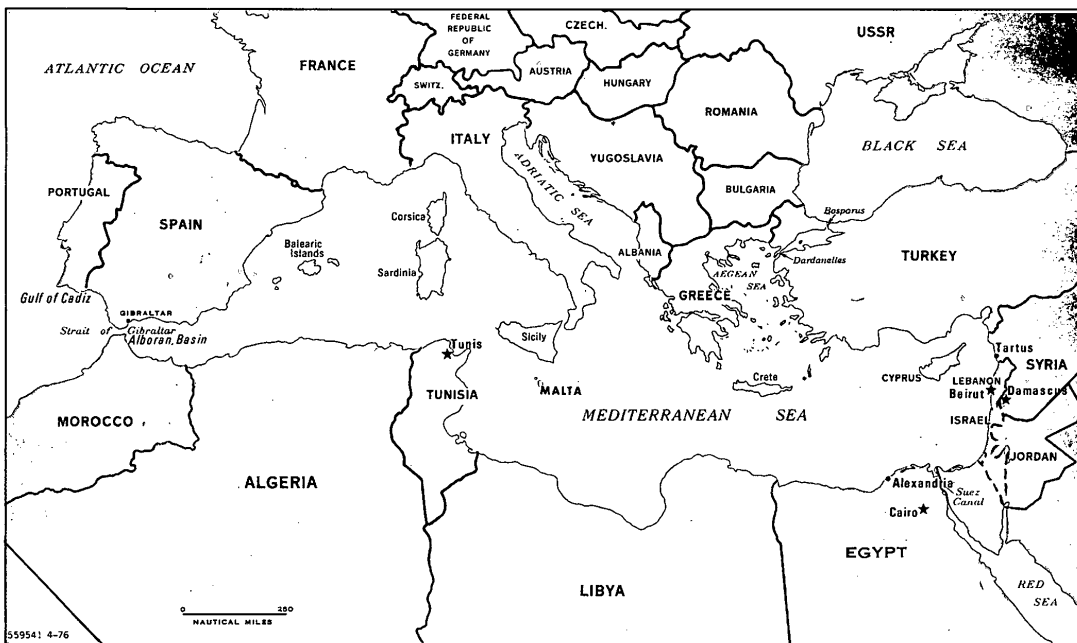 FEDERAL
REPUBLIC
OF
GERMANY
CZECH.
USSR
ATLANTIC OCEAN
FRANCE
SWITZ.
AUSTRIA
HUNGARY
ROMANIA
ITALY
YUGOSLAVIA
BLACK SEA
ADRIATIC SEA
BULGARIA
PORTUGAL
SPAIN
Corsica
Bosporus
Balearic
Islands
Sardinia
ALBANIA
Dardanelles
TURKEY
AEGEAN
SEA
GREECE
Gulf of Cadiz
GIBRALTAR
Strait of Gibraltar
Alboran Basin
Sicily
Tunis
Tartus
SYRIA
Crete
CYPRUS
LEBANON
Beirut
Damascus
TUNISIA
MALTA
MOROCCO
MEDITERRANEAN SEA
ISRAEL
JORDAN
ALGERIA
Alexandria
Suez
Canal
Cairo
EGYPT
LIBYA
RED
SEA
0 250
NAUTICAL MILES
559541 4-76